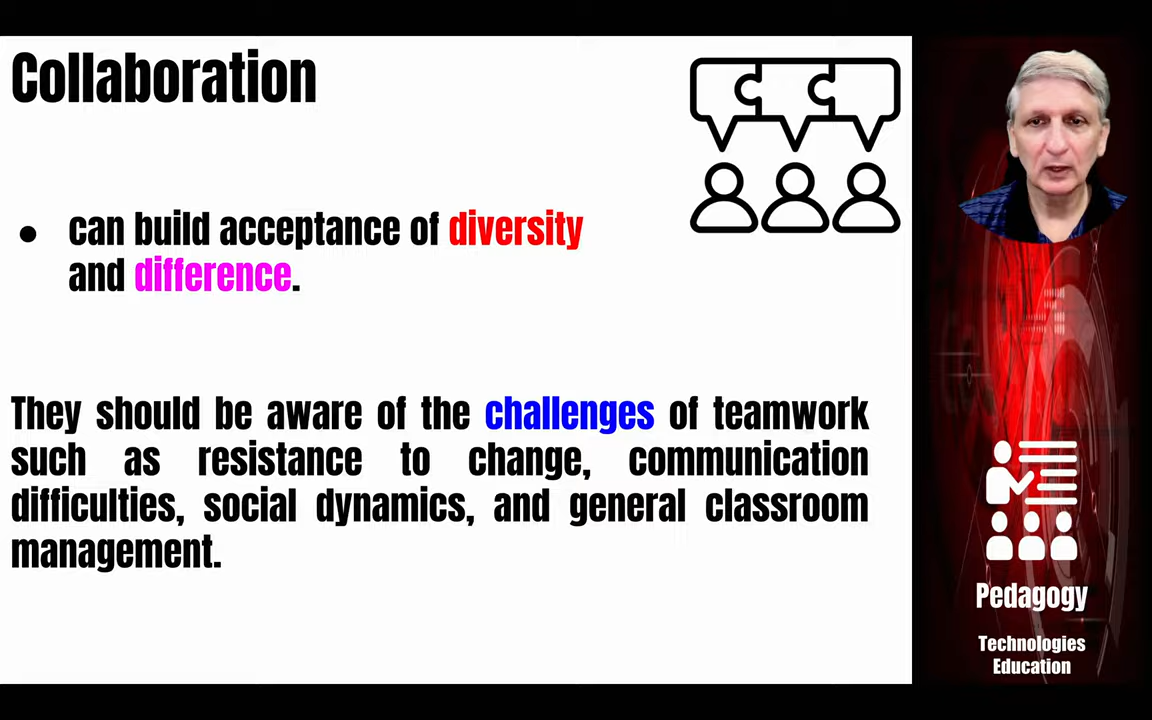 Collaboration
• can build acceptance of diversity
and difference.
They should be aware of the challenges of teamwork
such as resistance to change, communication
difficulties, social dynamics, and general classroom
management.
Pedagogy
Technologies
Education